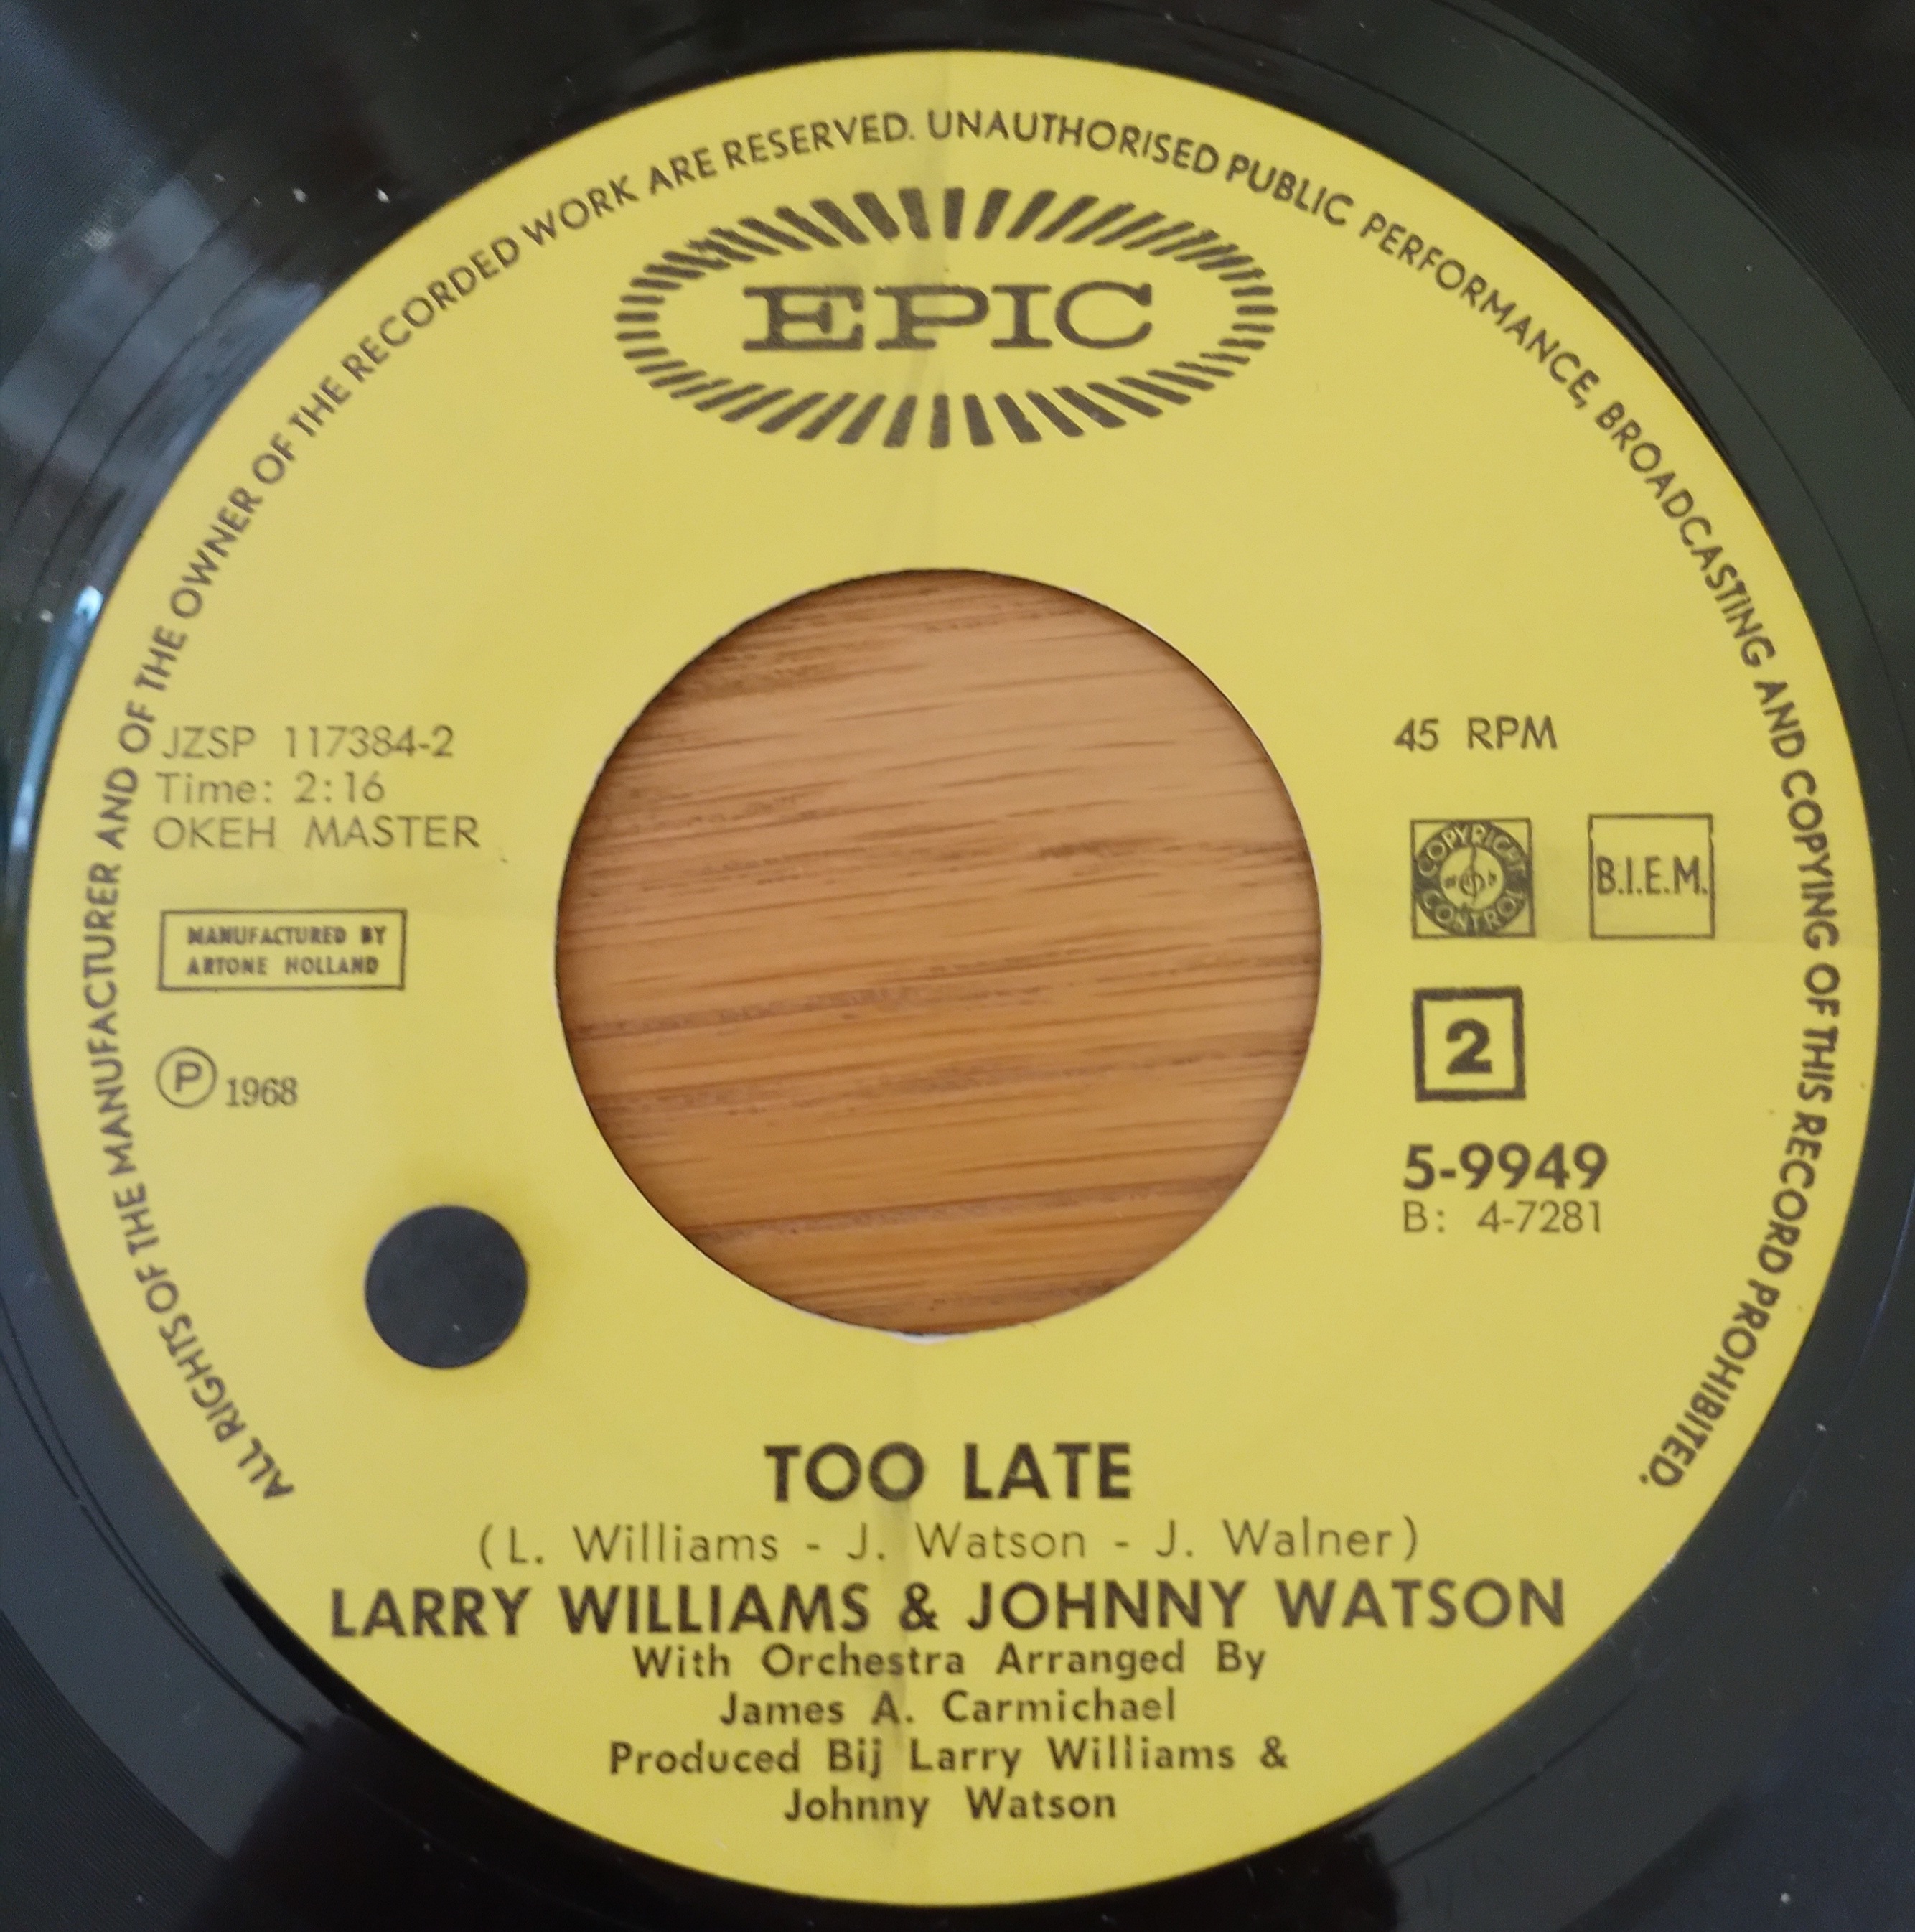 ALL RIGHTS OF THE MANUFACTURER AND OF THE OWNER OF THE RECORDED WORK ARE RESERVED. UNAUTHORISED PUBLIC PERFORMANCE, BROADCASTING AND COPYING OF THIS RECORD PROHIBITED.
EPIC
JZSP 117384-2
Time: 2:16
OKEH MASTER
MANUFACTURED BY
ARTONE HOLLAND
Ⓟ 1968
45 RPM
COPYRIGHT CONTROL
B.I.E.M.
2
5-9949
B: 4-7281
TOO LATE
(L. Williams - J. Watson - J. Walner)
LARRY WILLIAMS & JOHNNY WATSON
With Orchestra Arranged By
James A. Carmichael
Produced Bij Larry Williams &
Johnny Watson